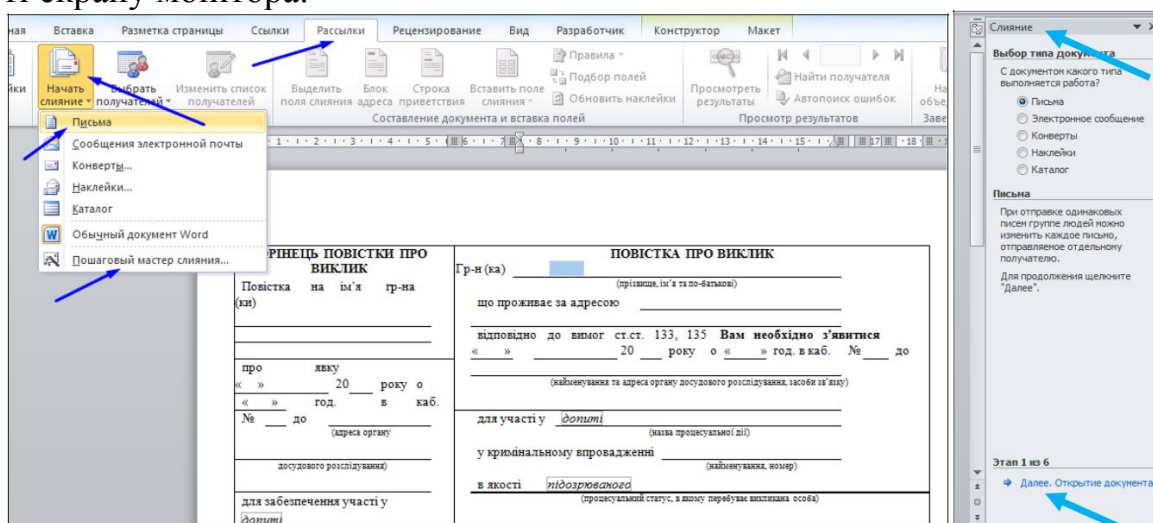 екрану монітора.
Вставка Разметка страницы Ссылки Рассылки Рецензирование Вид Разработчик Конструктор Макет
Начать слияние
Выбрать получателей
Изменить список получателей
Выделить поля слияния
Блок адреса
Строка приветствия
Вставить поле слияния
Правила
Подбор полей
Обновить наклейки
Просмотреть результаты
Найти получателя
Автопоиск ошибок
Составление документа и вставка полей
Просмотр результатов
Письма
Сообщения электронной почты
Конверты...
Наклейки...
Каталог
Обычный документ Word
Пошаговый мастер слияния...
ПОВІСТКИ ПРО
ВИКЛИК
Повістка на ім’я гр-на
(ки)
про явку
« » 20 року о
« » год. в каб.
№ до
(адреса органу
досудового розслідування)
для забезпечення участі у
допиті
ПОВІСТКА ПРО ВИКЛИК
Гр-н (ка)
(прізвище, ім’я та по-батькові)
що проживає за адресою
відповідно до вимог ст.ст. 133, 135 Вам необхідно з’явитися
« » 20 року о « » год. в каб. № до
(найменування та адреса органу досудового розслідування, засоби зв’язку)
для участі у допиті
(назва процесуальної дії)
у кримінальному впровадженні
(найменування, номер)
в якості підозрюваного
(процесуальний статус, в якому перебуває викликана особа)
Слияние
Выбор типа документа
С документом какого типа
выполняется работа?
Письма
Электронное сообщение
Конверты
Наклейки
Каталог
Письма
При отправке одинаковых
писем группе людей можно
изменить каждое письмо,
отправляемое отдельному
получателю.
Для продолжения щелкните
"Далее".
Этап 1 из 6
Далее. Открытие документа